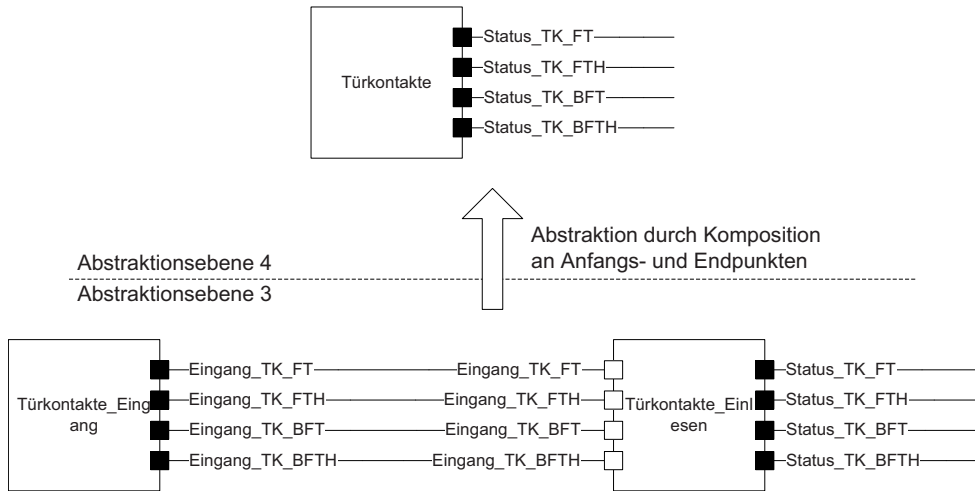 Status_TK_FT
Status_TK_FTH
Türkontakte
Status_TK_BFT
Status_TK_BFTH
Abstraktion durch Komposition
an Anfangs- und Endpunkten
Abstraktionsebene 4
Abstraktionsebene 3
Türkontakte_Eing
ang
Eingang_TK_FT
Eingang_TK_FTH
Eingang_TK_BFT
Eingang_TK_BFTH
Eingang_TK_FT
Eingang_TK_FTH
Eingang_TK_BFT
Eingang_TK_BFTH
Türkontakte_Einl
esen
Status_TK_FT
Status_TK_FTH
Status_TK_BFT
Status_TK_BFTH